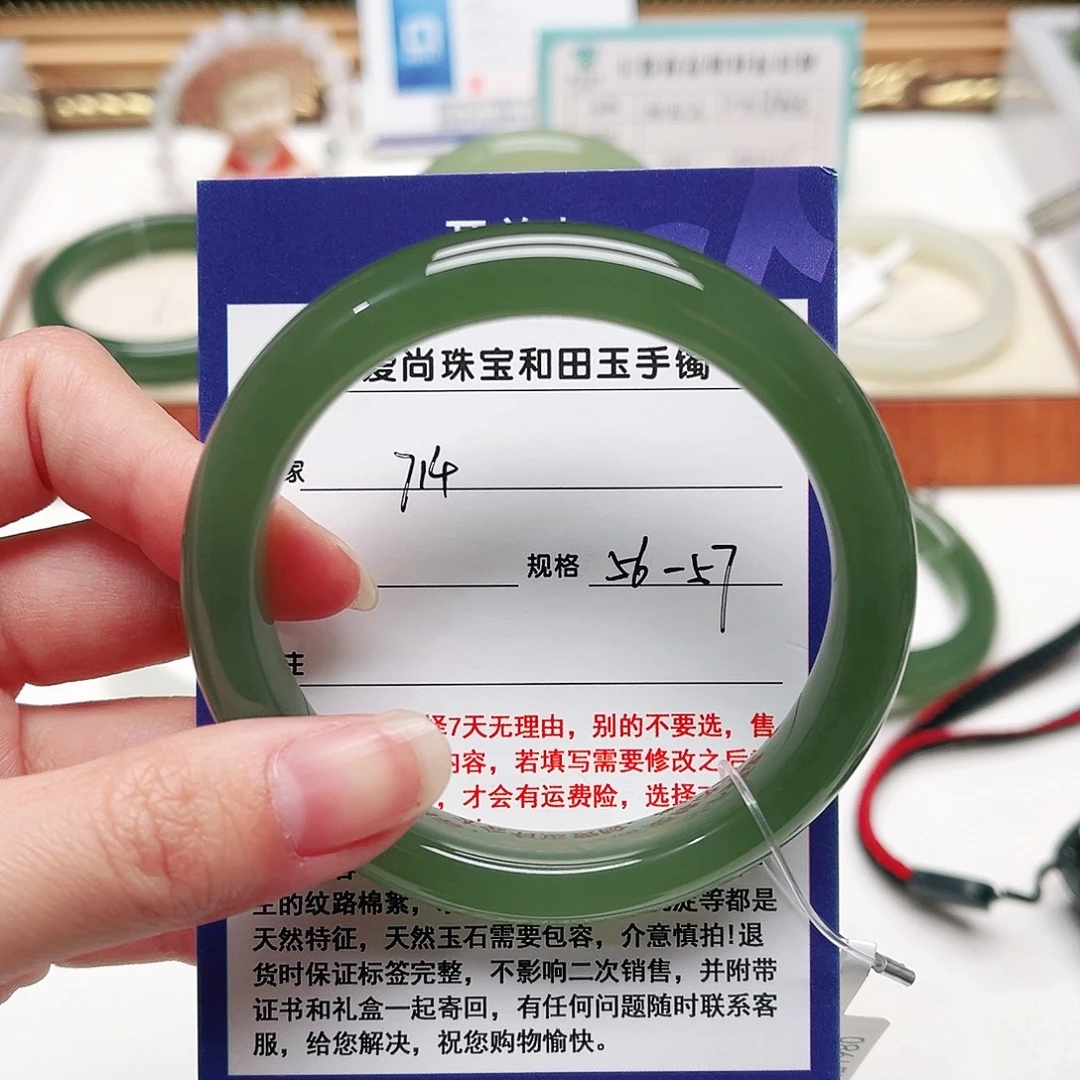 爱尚珠宝和田玉手镯
家 714
规格 56-57
注
择7天无理由，别的不要选，售
内容，若填写需要修改之后
，才会有运费险，选择
生的纹路棉絮，
等都是
天然特征，天然玉石需要包容，介意慎拍！退
货时保证标签完整，不影响二次销售，并附带
证书和礼盒一起寄回，有任何问题随时联系客
服，给您解决，祝您购物愉快。